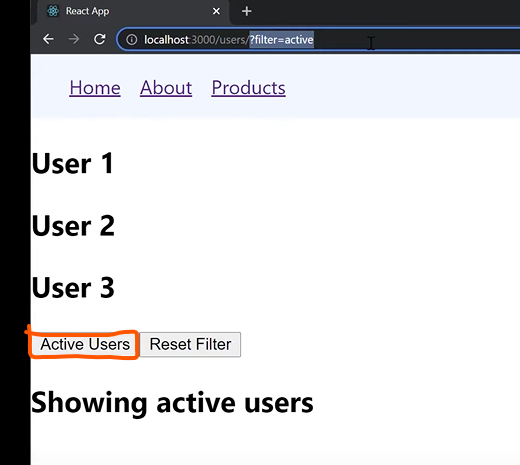 React App
localhost:3000/users/?filter=active
Home About Products
User 1
User 2
User 3
Active Users Reset Filter
Showing active users